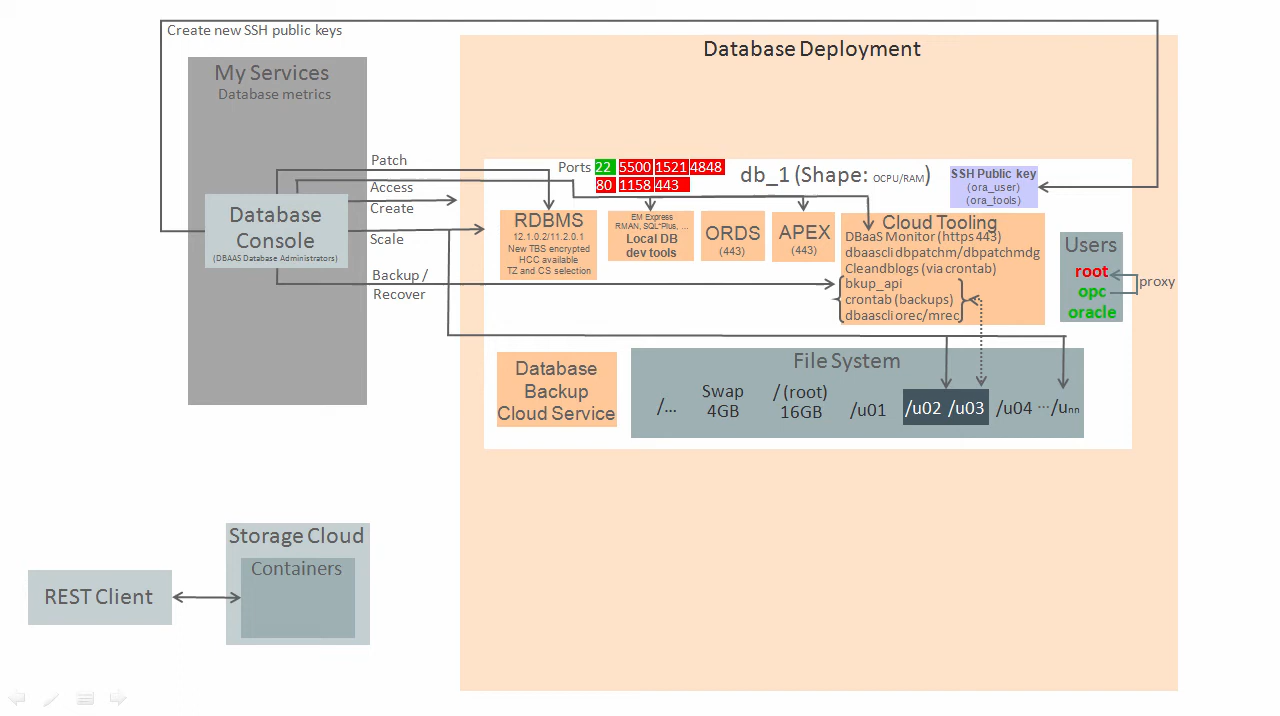 Create new SSH public keys
Database Deployment
My Services
Database metrics
Patch
Access
Create
Scale
Backup /
Recover
Database
Console
(DBAAS Database Administrators)
Ports 22 5500 1521 4848
80 1158 443
db_1 (Shape: OCPU/RAM)
SSH Public key
(ora_user)
(ora_tools)
RDBMS
12.1.0.2/11.2.0.1
New TBS encrypted
HCC available
TZ and CS selection
EM Express
RMAN, SQL*Plus, ...
Local DB
dev tools
ORDS
(443)
APEX
(443)
Cloud Tooling
DBaaS Monitor (https 443)
dbaascli dbpatchm/dbpatchmdg
Cleandblogs (via crontab)
bkup_api
crontab (backups)
dbaascli orec/mrec
Users
root
opc
oracle
proxy
Database
Backup
Cloud Service
File System
/...
Swap
4GB
/ (root)
16GB
/u01
/u02 /u03
/u04 ... /unn
Storage Cloud
Containers
REST Client